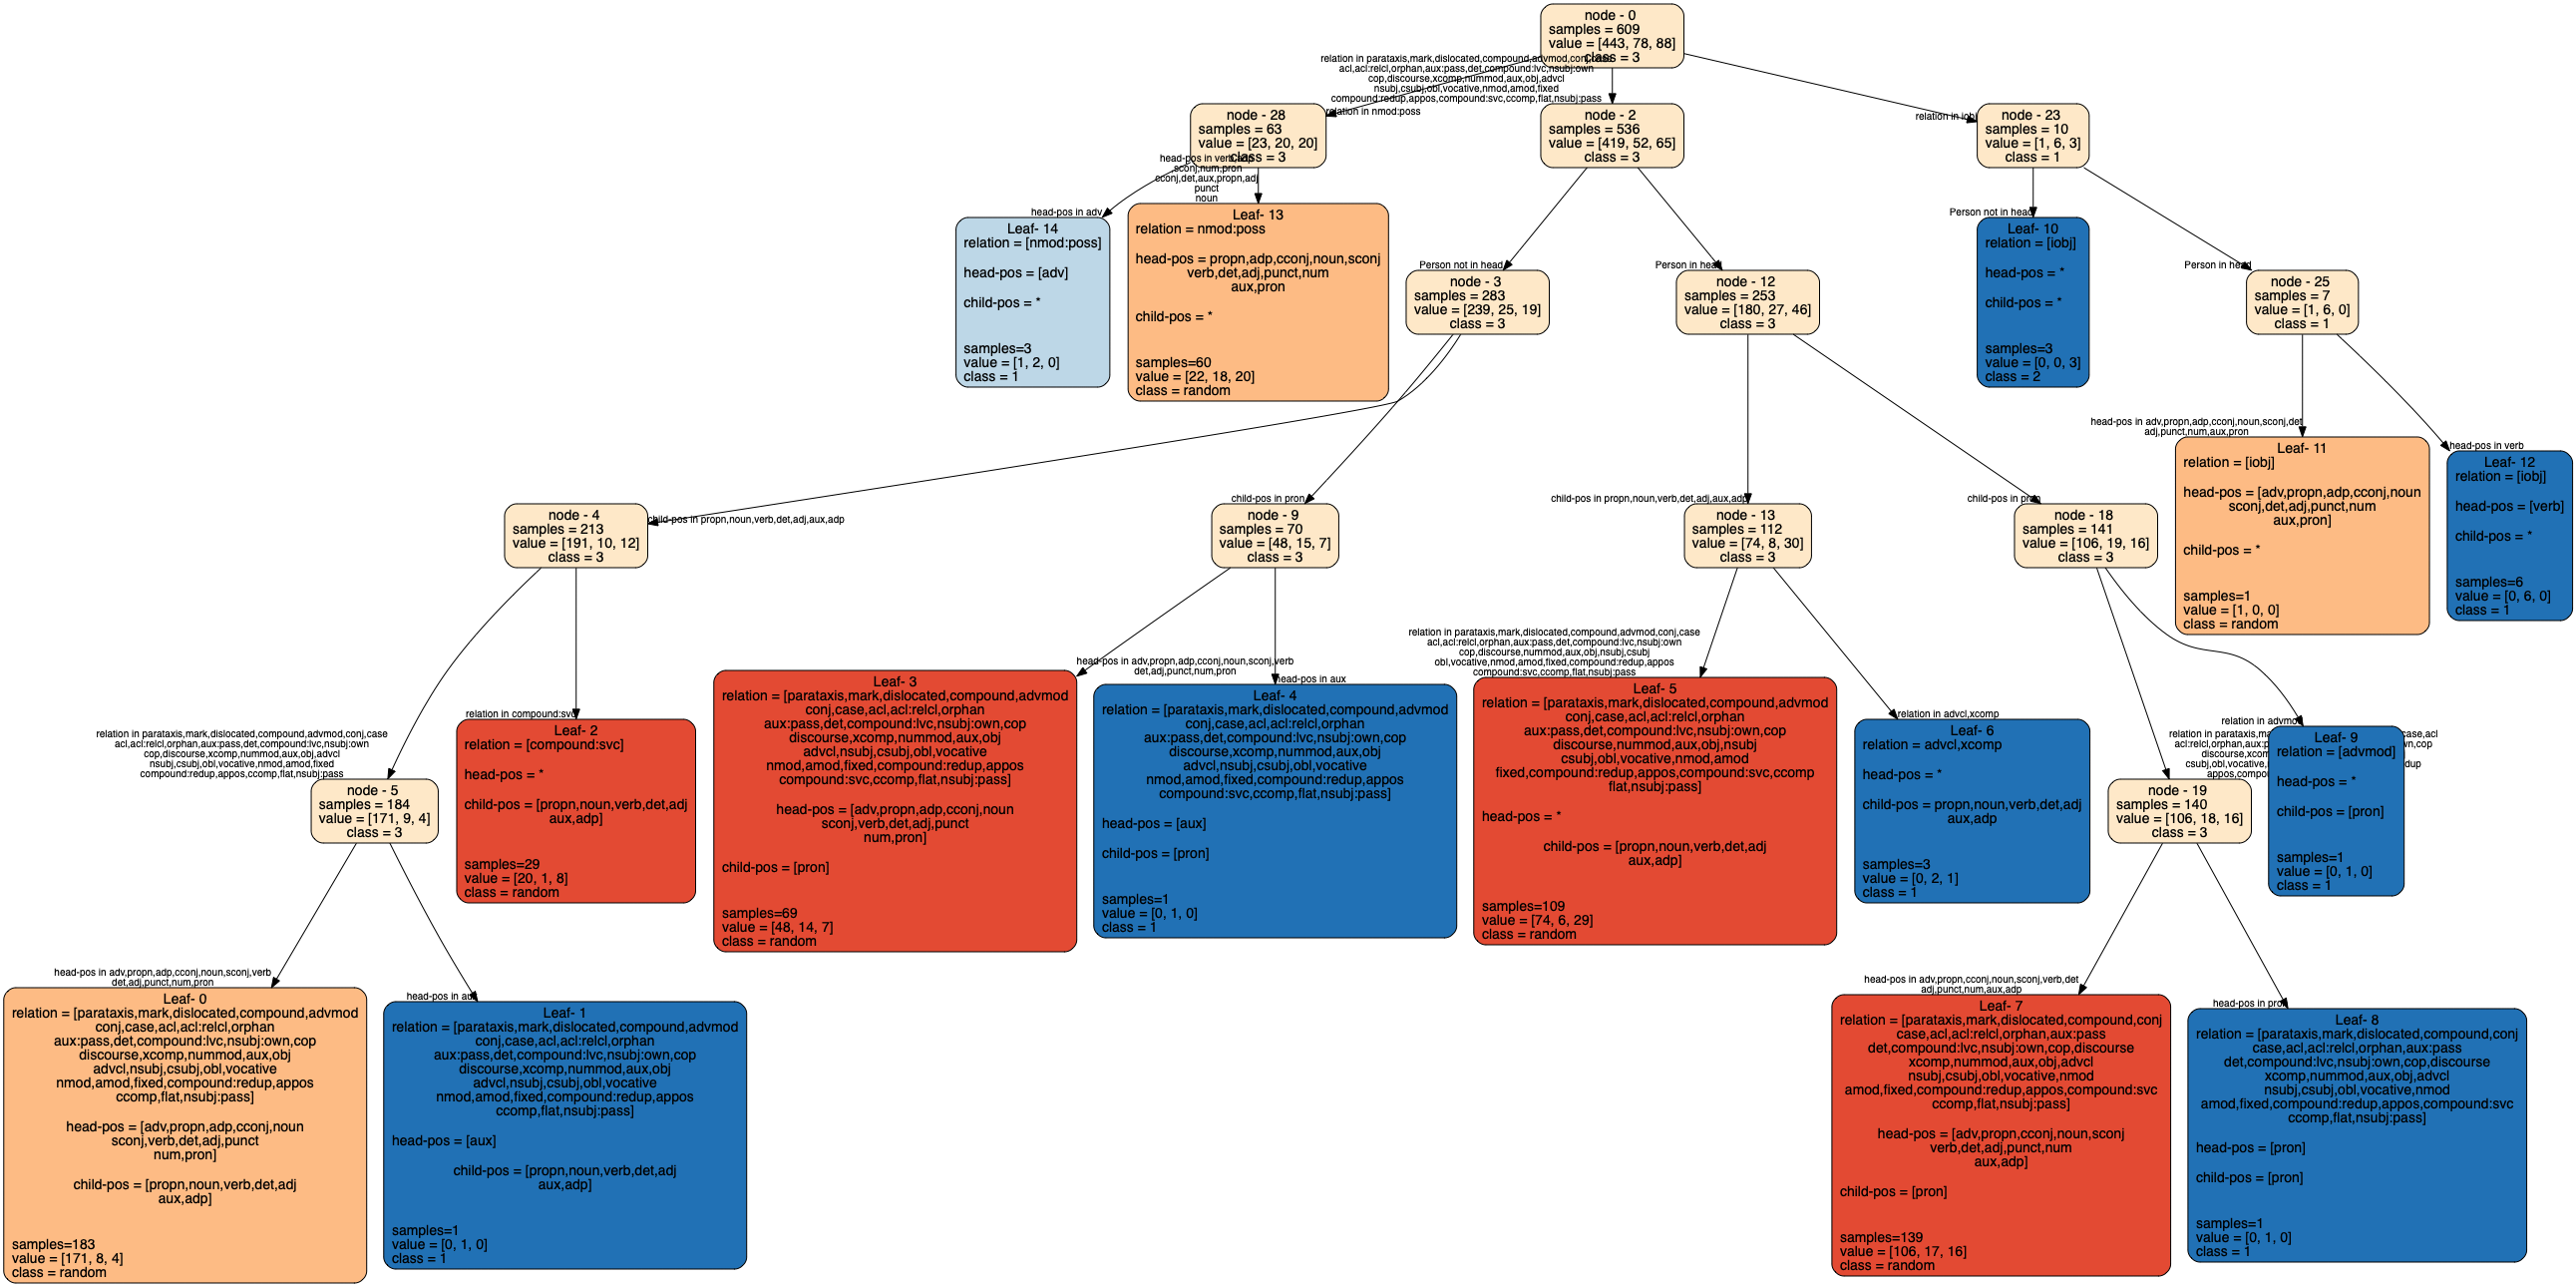 node - 0
samples = 609
value = [443, 78, 88]
class = 3
relation in parataxis,mark,dislocated,compound,advmod,conj,case
acl,acl:relcl,orphan,aux:pass,det,compound:lvc,nsubj:own
cop,discourse,xcomp,nummod,aux,obj,advcl
nsubj,csubj,obl,vocative,nmod,amod,fixed
compound:redup,appos,compound:svc,ccomp,flat,nsubj:pass
relation in nmod:poss
relation in iobj
node - 28
samples = 63
value = [23, 20, 20]
class = 3
node - 2
samples = 536
value = [419, 52, 65]
class = 3
node - 23
samples = 10
value = [1, 6, 3]
class = 1
head-pos in verb,adp
sconj,num,pron
cconj,det,aux,propn,adj
punct
noun
head-pos in adv
Leaf- 14
relation = [nmod:poss]
head-pos = [adv]
child-pos = *
samples=3
value = [1, 2, 0]
class = 1
Leaf- 13
relation = nmod:poss
head-pos = propn,adp,cconj,noun,sconj
verb,det,adj,punct,num
aux,pron
child-pos = *
samples=60
value = [22, 18, 20]
class = random
Person not in head
Person in head
Person not in head
Person in head
node - 3
samples = 283
value = [239, 25, 19]
class = 3
node - 12
samples = 253
value = [180, 27, 46]
class = 3
Leaf- 10
relation = [iobj]
head-pos = *
child-pos = *
samples=3
value = [0, 0, 3]
class = 2
node - 25
samples = 7
value = [1, 6, 0]
class = 1
head-pos in adv,propn,adp,cconj,noun,sconj,det
adj,punct,num,aux,pron
head-pos in verb
Leaf- 11
relation = [iobj]
head-pos = [adv,propn,adp,cconj,noun
sconj,det,adj,punct,num
aux,pron]
child-pos = *
samples=1
value = [1, 0, 0]
class = random
Leaf- 12
relation = [iobj]
head-pos = [verb]
child-pos = *
samples=6
value = [0, 6, 0]
class = 1
child-pos in propn,noun,verb,det,adj,aux,adp
child-pos in pron
child-pos in propn,noun,verb,det,adj,aux,adp
child-pos in pron
node - 4
samples = 213
value = [191, 10, 12]
class = 3
node - 9
samples = 70
value = [48, 15, 7]
class = 3
node - 13
samples = 112
value = [74, 8, 30]
class = 3
node - 18
samples = 141
value = [106, 19, 16]
class = 3
relation in parataxis,mark,dislocated,compound,advmod,conj,case
acl,acl:relcl,orphan,aux:pass,det,compound:lvc,nsubj:own
cop,discourse,xcomp,nummod,aux,obj,advcl
nsubj,csubj,obl,vocative,nmod,amod,fixed
compound:redup,appos,ccomp,flat,nsubj:pass
relation in compound:svc
head-pos in adv,propn,adp,cconj,noun,sconj,verb
det,adj,punct,num,pron
head-pos in aux
relation in parataxis,mark,dislocated,compound,advmod,conj,case
acl,acl:relcl,orphan,aux:pass,det,compound:lvc,nsubj:own
cop,discourse,nummod,aux,obj,nsubj,csubj
obl,vocative,nmod,amod,fixed,compound:redup,appos
compound:svc,ccomp,flat,nsubj:pass
relation in advcl,xcomp
relation in advmod
node - 5
samples = 184
value = [171, 9, 4]
class = 3
Leaf- 2
relation = [compound:svc]
head-pos = *
child-pos = [propn,noun,verb,det,adj
aux,adp]
samples=29
value = [20, 1, 8]
class = random
Leaf- 3
relation = [parataxis,mark,dislocated,compound,advmod
conj,case,acl,acl:relcl,orphan
aux:pass,det,compound:lvc,nsubj:own,cop
discourse,xcomp,nummod,aux,obj
advcl,nsubj,csubj,obl,vocative
nmod,amod,fixed,compound:redup,appos
compound:svc,ccomp,flat,nsubj:pass]
head-pos = [adv,propn,adp,cconj,noun
sconj,verb,det,adj,punct
num,pron]
child-pos = [pron]
samples=69
value = [48, 14, 7]
class = random
Leaf- 4
relation = [parataxis,mark,dislocated,compound,advmod
conj,case,acl,acl:relcl,orphan
aux:pass,det,compound:lvc,nsubj:own,cop
discourse,xcomp,nummod,aux,obj
advcl,nsubj,csubj,obl,vocative
nmod,amod,fixed,compound:redup,appos
compound:svc,ccomp,flat,nsubj:pass]
head-pos = [aux]
child-pos = [pron]
samples=1
value = [0, 1, 0]
class = 1
Leaf- 5
relation = [parataxis,mark,dislocated,compound,advmod
conj,case,acl,acl:relcl,orphan
aux:pass,det,compound:lvc,nsubj:own,cop
discourse,nummod,aux,obj,nsubj
csubj,obl,vocative,nmod,amod
fixed,compound:redup,appos,compound:svc,ccomp
flat,nsubj:pass]
head-pos = *
child-pos = [propn,noun,verb,det,adj
aux,adp]
samples=109
value = [74, 6, 29]
class = random
Leaf- 6
relation = advcl,xcomp
head-pos = *
child-pos = propn,noun,verb,det,adj
aux,adp
samples=3
value = [0, 2, 1]
class = 1
node - 19
samples = 140
value = [106, 18, 16]
class = 3
Leaf- 9
relation = [advmod]
head-pos = *
child-pos = [pron]
samples=1
value = [0, 1, 0]
class = 1
head-pos in adv,propn,adp,cconj,noun,sconj,verb
det,adj,punct,num,pron
head-pos in aux
head-pos in adv,propn,cconj,noun,sconj,verb,det
adj,punct,num,aux,adp
head-pos in pron
Leaf- 0
relation = [parataxis,mark,dislocated,compound,advmod
conj,case,acl,acl:relcl,orphan
aux:pass,det,compound:lvc,nsubj:own,cop
discourse,xcomp,nummod,aux,obj
advcl,nsubj,csubj,obl,vocative
nmod,amod,fixed,compound:redup,appos
ccomp,flat,nsubj:pass]
head-pos = [adv,propn,adp,cconj,noun
sconj,verb,det,adj,punct
num,pron]
child-pos = [propn,noun,verb,det,adj
aux,adp]
samples=183
value = [171, 8, 4]
class = random
Leaf- 1
relation = [parataxis,mark,dislocated,compound,advmod
conj,case,acl,acl:relcl,orphan
aux:pass,det,compound:lvc,nsubj:own,cop
discourse,xcomp,nummod,aux,obj
advcl,nsubj,csubj,obl,vocative
nmod,amod,fixed,compound:redup,appos
ccomp,flat,nsubj:pass]
head-pos = [aux]
child-pos = [propn,noun,verb,det,adj
aux,adp]
samples=1
value = [0, 1, 0]
class = 1
Leaf- 7
relation = [parataxis,mark,dislocated,compound,conj
case,acl,acl:relcl,orphan,aux:pass
det,compound:lvc,nsubj:own,cop,discourse
xcomp,nummod,aux,obj,advcl
nsubj,csubj,obl,vocative,nmod
amod,fixed,compound:redup,appos,compound:svc
ccomp,flat,nsubj:pass]
head-pos = [adv,propn,cconj,noun,sconj
verb,det,adj,punct,num
aux,adp]
child-pos = [pron]
samples=139
value = [106, 17, 16]
class = random
Leaf- 8
relation = [parataxis,mark,dislocated,compound,conj
case,acl,acl:relcl,orphan,aux:pass
det,compound:lvc,nsubj:own,cop,discourse
xcomp,nummod,aux,obj,advcl
nsubj,csubj,obl,vocative,nmod
amod,fixed,compound:redup,appos,compound:svc
ccomp,flat,nsubj:pass]
head-pos = [pron]
child-pos = [pron]
samples=1
value = [0, 1, 0]
class = 1